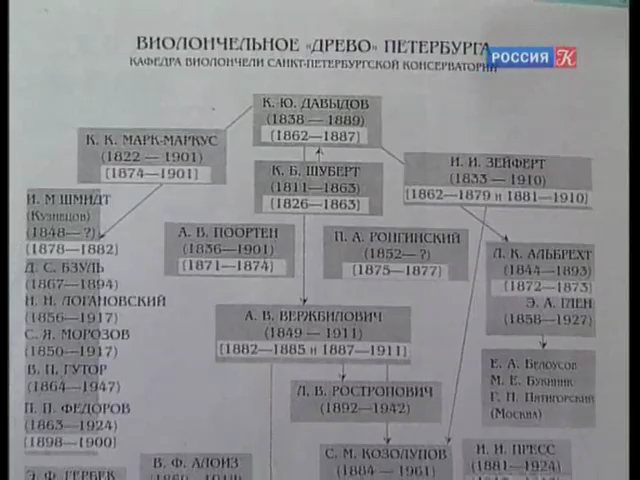 ВИОЛОНЧЕЛЬНОЕ «ДРЕВО» ПЕТЕРБУРГА
КАФЕДРА ВИОЛОНЧЕЛИ САНКТ-ПЕТЕРБУРГСКОЙ КОНСЕРВАТОРИИ
РОССИЯ К
К. Ю. ДАВЫДОВ
(1838 — 1889)
[1862—1887]
К. К. МАРК-МАРКУС
(1822 — 1901)
[1874—1901]
К. Б. ШУБЕРТ
(1811—1863)
[1826—1863]
И. И. ЗЕЙФЕРТ
(1833 — 1910)
[1862—1879 и 1881—1910]
И. М ШМИДТ
(Кузнецов)
(1848—?)
[1878—1882]
Д. С. БЗУЛЬ
(1867—1894)
Н. Н. ЛОГАНОВСКИЙ
(1856—1917)
С. Я. МОРОЗОВ
(1850—1917)
В. П. ГУТОР
(1864—1947)
П. П. ФЕДОРОВ
(1863—1924)
[1898—1900]
А. В. ПООРТЕН
(1836—1901)
[1871—1874]
П. А. РОНГИНСКИЙ
(1852—?)
[1875—1877]
Л. К. АЛЬБРЕХТ
(1844—1893)
[1872—1873]
Э. А. ГЛЕН
(1858—1927)
А. В. ВЕРЖБИЛОВИЧ
(1849 — 1911)
[1882—1885 и 1887—1911]
Е. А. Белоусов
М. Е. Букиник
Г. П. Пятигорский
(Москва)
Л. В. РОСТРОПОВИЧ
(1892—1942)
С. М. КОЗОЛУПОВ
(1884 — 1961)
И. И. ПРЕСС
(1881—1924)
Э. Ф. ГЕРБЕК
В. Ф. АЛОИЗ